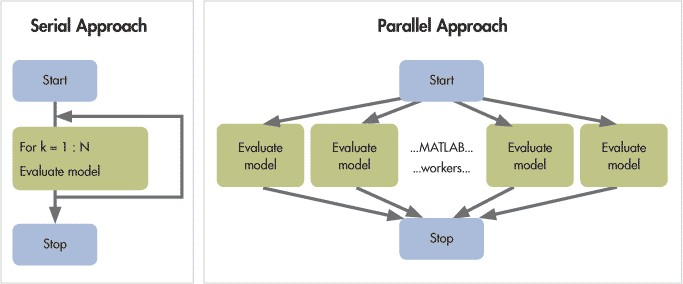 Serial Approach
Start
For k = 1 : N
Evaluate model
Stop
Parallel Approach
Start
Evaluate
model
Evaluate
model
...MATLAB...
...workers...
Evaluate
model
Evaluate
model
Stop